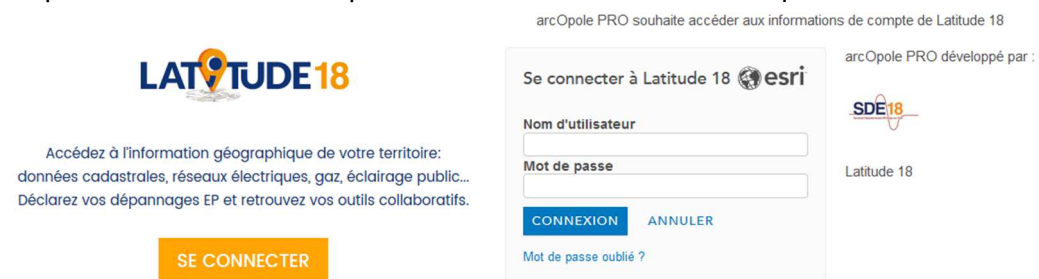 LATITUDE 18
Accédez à l'information géographique de votre territoire:
données cadastrales, réseaux électriques, gaz, éclairage public...
Déclarez vos dépannages EP et retrouvez vos outils collaboratifs.
SE CONNECTER
arcOpole PRO souhaite accéder aux informations de compte de Latitude 18
Se connecter à Latitude 18 esri
Nom d'utilisateur
Mot de passe
CONNEXION ANNULER
Mot de passe oublié ?
arcOpole PRO développé par :
SDE18
Latitude 18